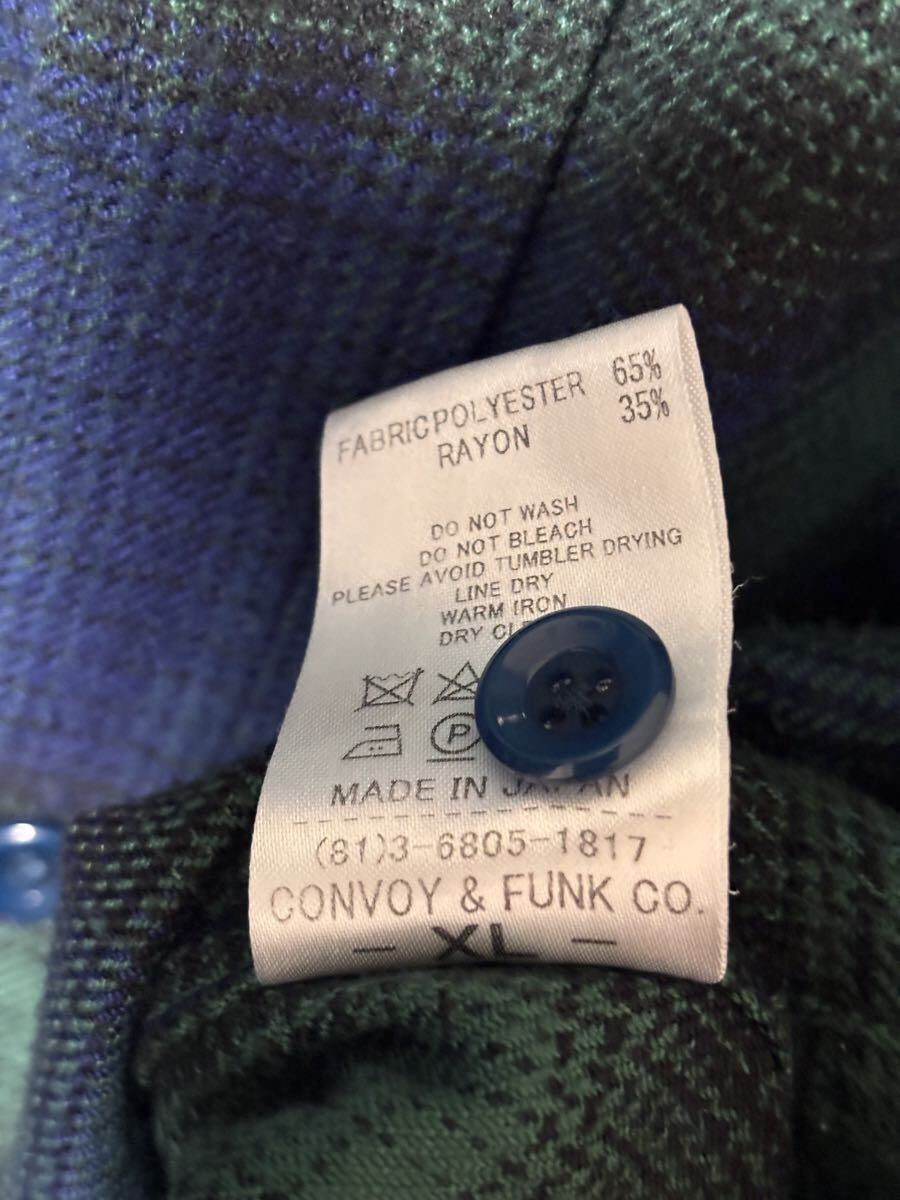 FABRIC POLYESTER 65%
RAYON 35%
DO NOT WASH
DO NOT BLEACH
PLEASE AVOID TUMBLER DRYING
LINE DRY
WARM IRON
DRY
P
MADE IN JAPAN
(81)3-6805-1817
CONVOY & FUNK CO.
- XL -